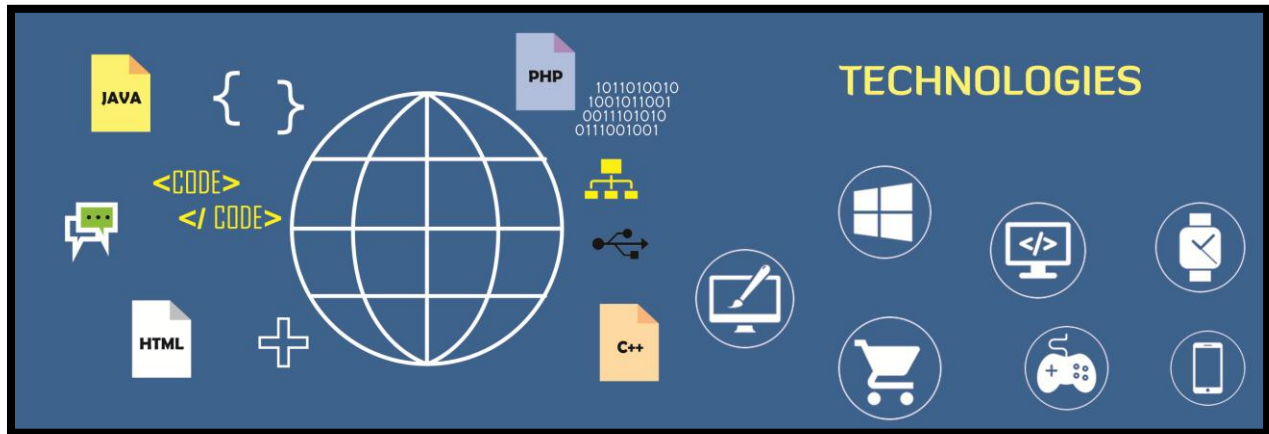 TECHNOLOGIES
JAVA
{ }
PHP
1011010010
1001011001
0011101010
0111001001
<CODE>
</ CODE>
</>
HTML
C++